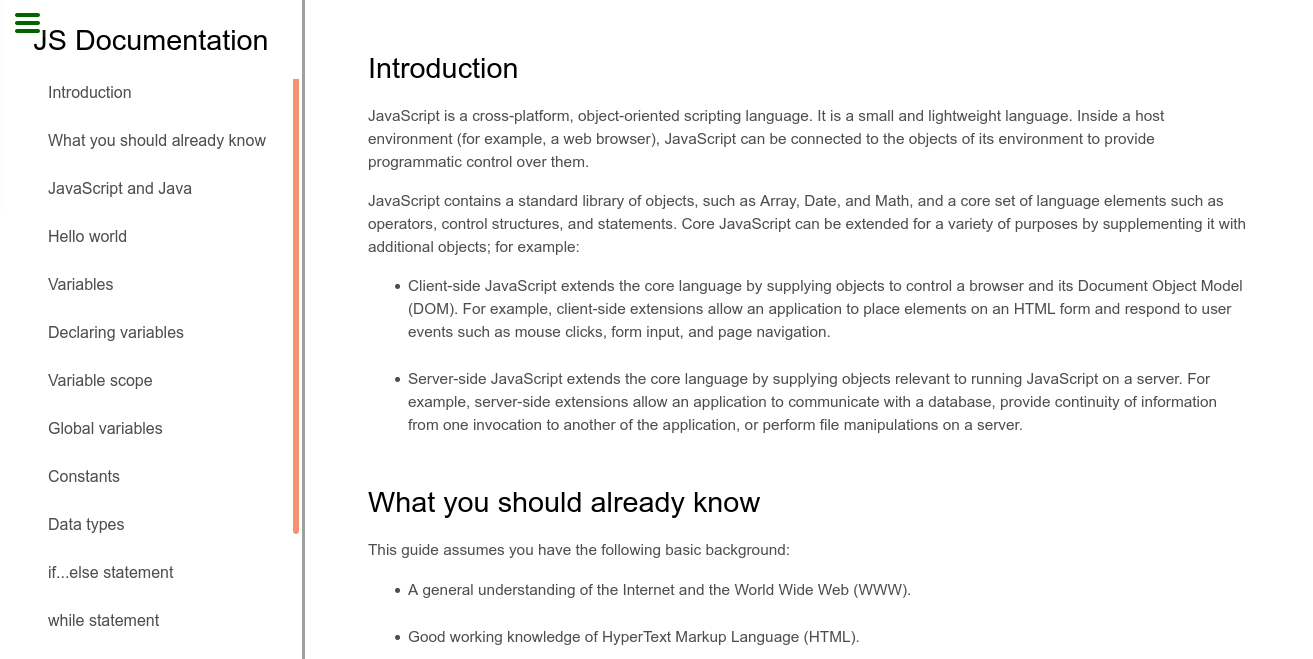 JS Documentation
Introduction
What you should already know
JavaScript and Java
Hello world
Variables
Declaring variables
Variable scope
Global variables
Constants
Data types
if...else statement
while statement
Introduction
JavaScript is a cross-platform, object-oriented scripting language. It is a small and lightweight language. Inside a host
environment (for example, a web browser), JavaScript can be connected to the objects of its environment to provide
programmatic control over them.
JavaScript contains a standard library of objects, such as Array, Date, and Math, and a core set of language elements such as
operators, control structures, and statements. Core JavaScript can be extended for a variety of purposes by supplementing it with
additional objects; for example:
• Client-side JavaScript extends the core language by supplying objects to control a browser and its Document Object Model
(DOM). For example, client-side extensions allow an application to place elements on an HTML form and respond to user
events such as mouse clicks, form input, and page navigation.
• Server-side JavaScript extends the core language by supplying objects relevant to running JavaScript on a server. For
example, server-side extensions allow an application to communicate with a database, provide continuity of information
from one invocation to another of the application, or perform file manipulations on a server.
What you should already know
This guide assumes you have the following basic background:
• A general understanding of the Internet and the World Wide Web (WWW).
• Good working knowledge of HyperText Markup Language (HTML).